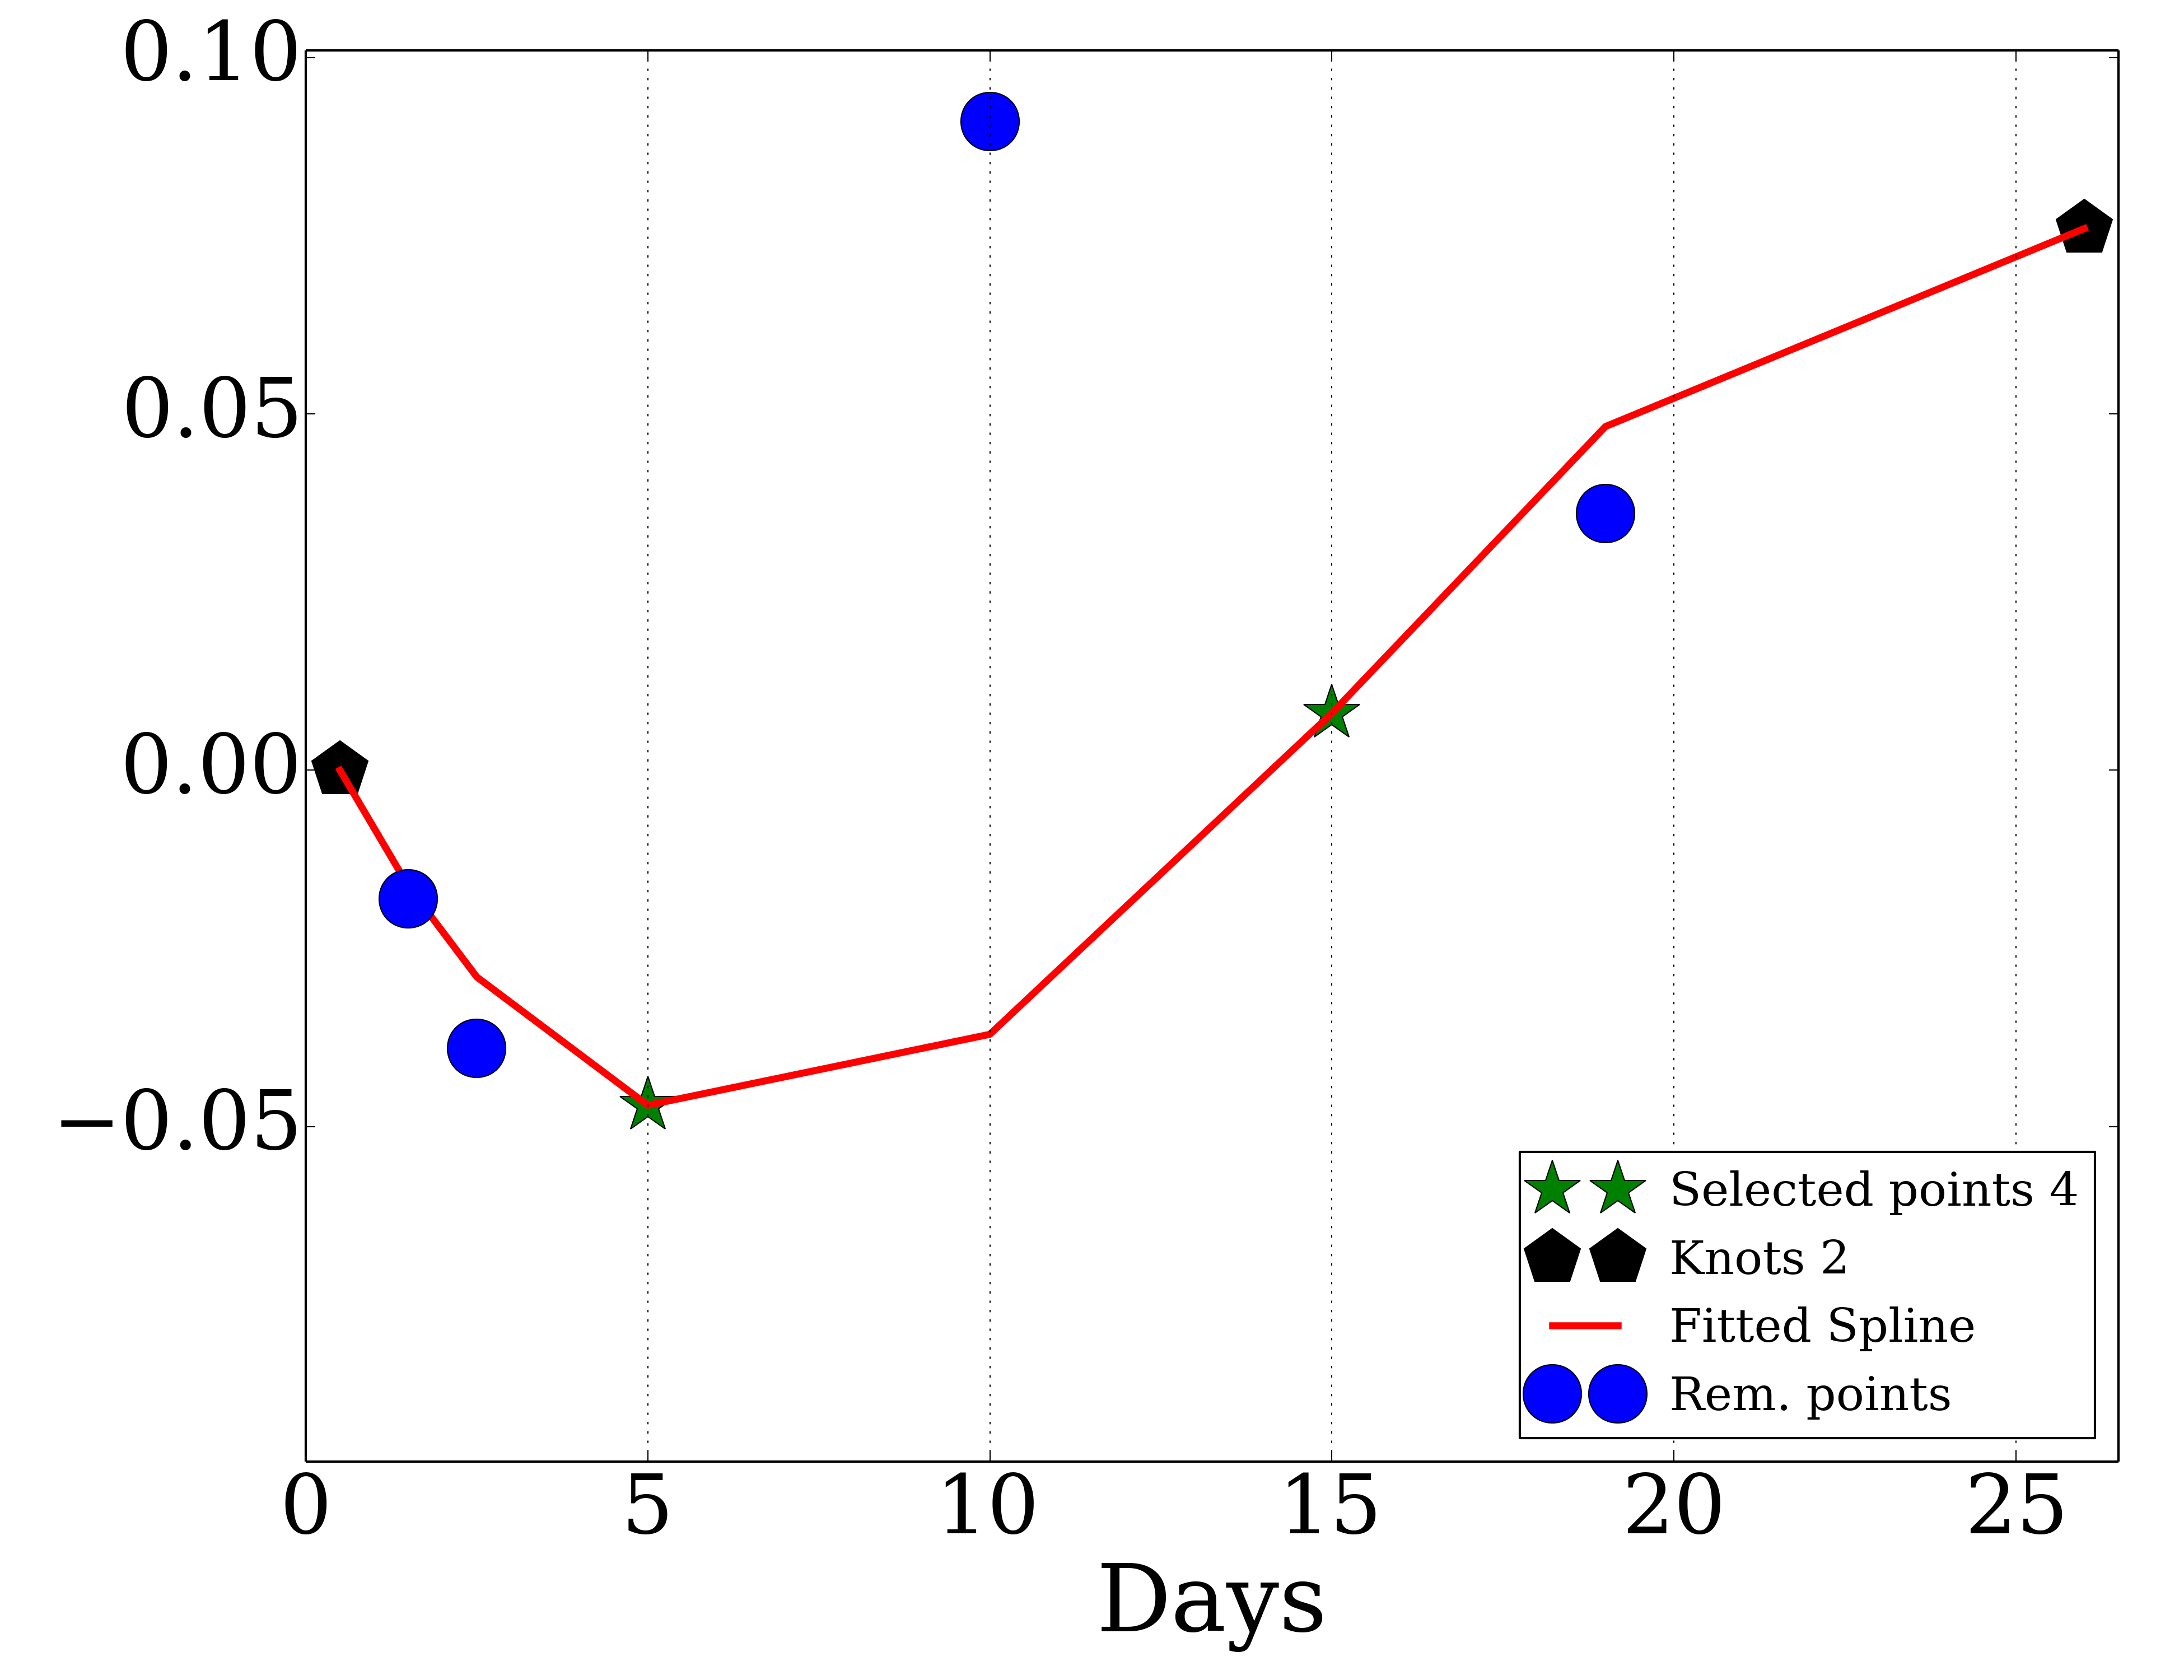 0.10
0.05
0.00
−0.05
0 5 10 15 20 25
Days
Selected points 4
Knots 2
Fitted Spline
Rem. points